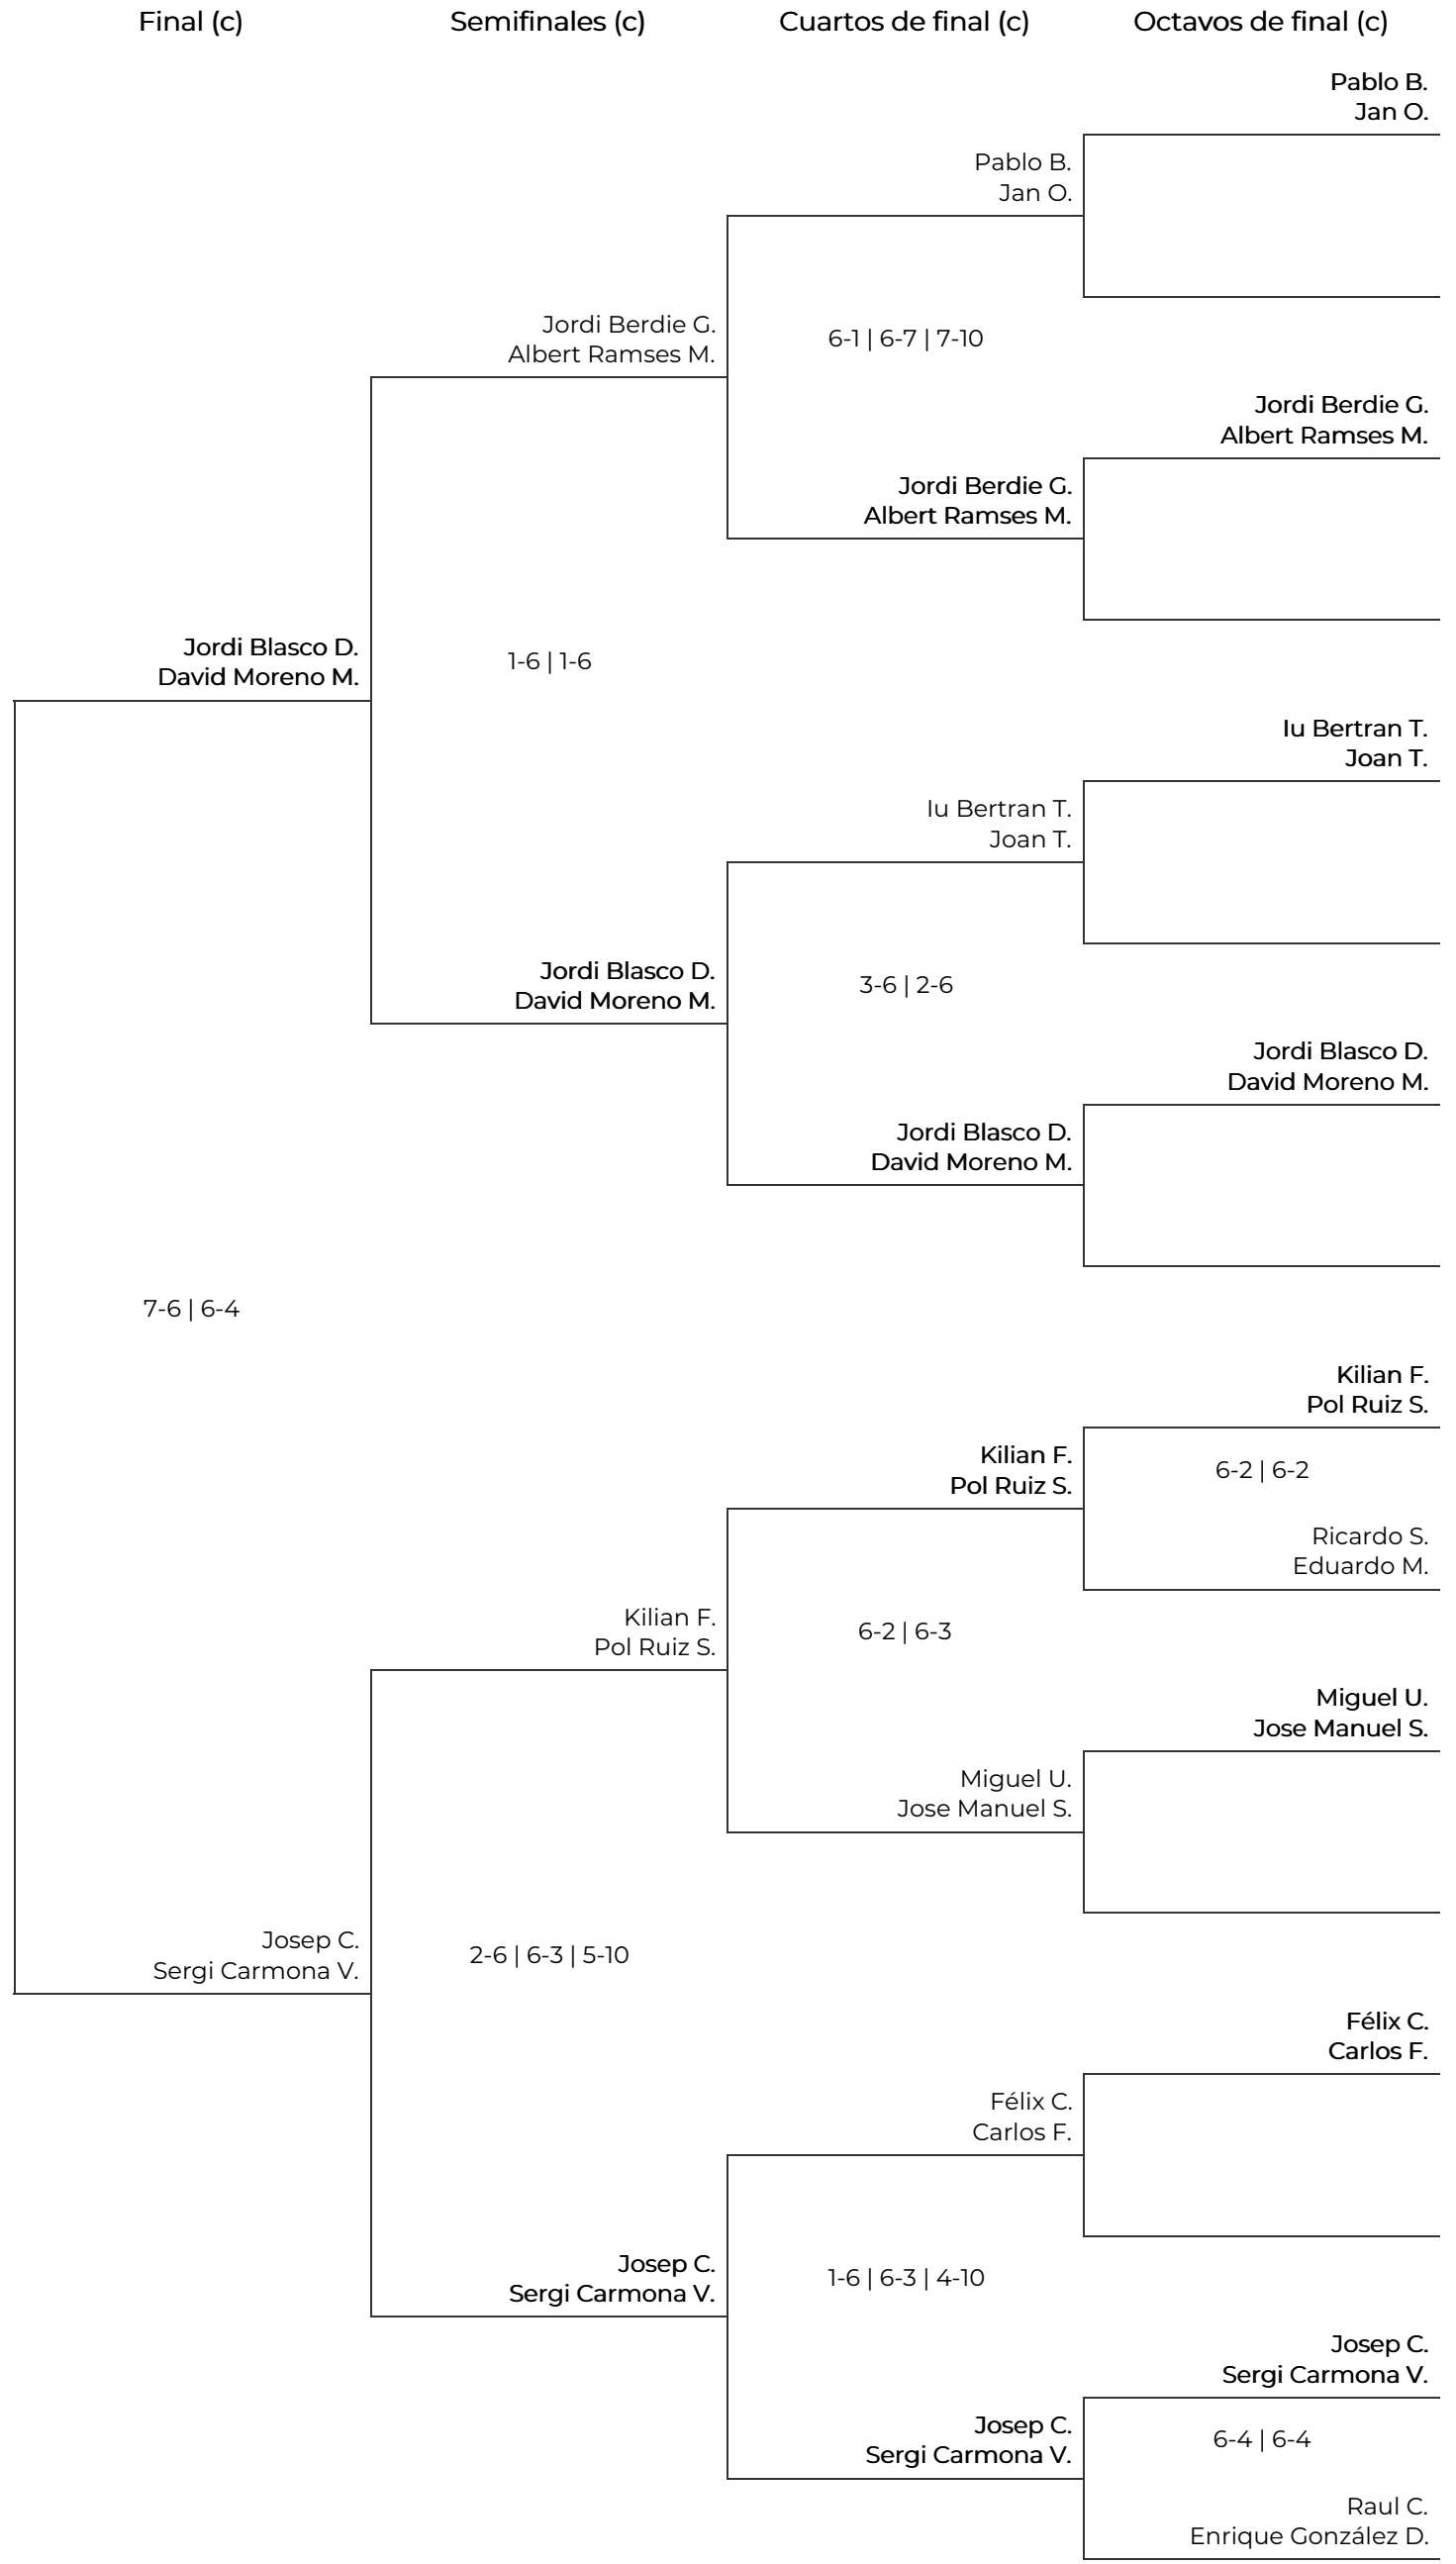 Final (c)
Semifinales (c)
Cuartos de final (c)
Octavos de final (c)
Pablo B.
Jan O.
Pablo B.
Jan O.
Jordi Berdie G.
Albert Ramses M.
6-1 | 6-7 | 7-10
Jordi Berdie G.
Albert Ramses M.
Jordi Berdie G.
Albert Ramses M.
Jordi Blasco D.
David Moreno M.
1-6 | 1-6
Iu Bertran T.
Joan T.
Iu Bertran T.
Joan T.
Jordi Blasco D.
David Moreno M.
3-6 | 2-6
Jordi Blasco D.
David Moreno M.
Jordi Blasco D.
David Moreno M.
7-6 | 6-4
Kilian F.
Pol Ruiz S.
Kilian F.
Pol Ruiz S.
6-2 | 6-2
Ricardo S.
Eduardo M.
Kilian F.
Pol Ruiz S.
6-2 | 6-3
Miguel U.
Jose Manuel S.
Miguel U.
Jose Manuel S.
Josep C.
Sergi Carmona V.
2-6 | 6-3 | 5-10
Félix C.
Carlos F.
Félix C.
Carlos F.
Josep C.
Sergi Carmona V.
1-6 | 6-3 | 4-10
Josep C.
Sergi Carmona V.
Josep C.
Sergi Carmona V.
6-4 | 6-4
Raul C.
Enrique González D.